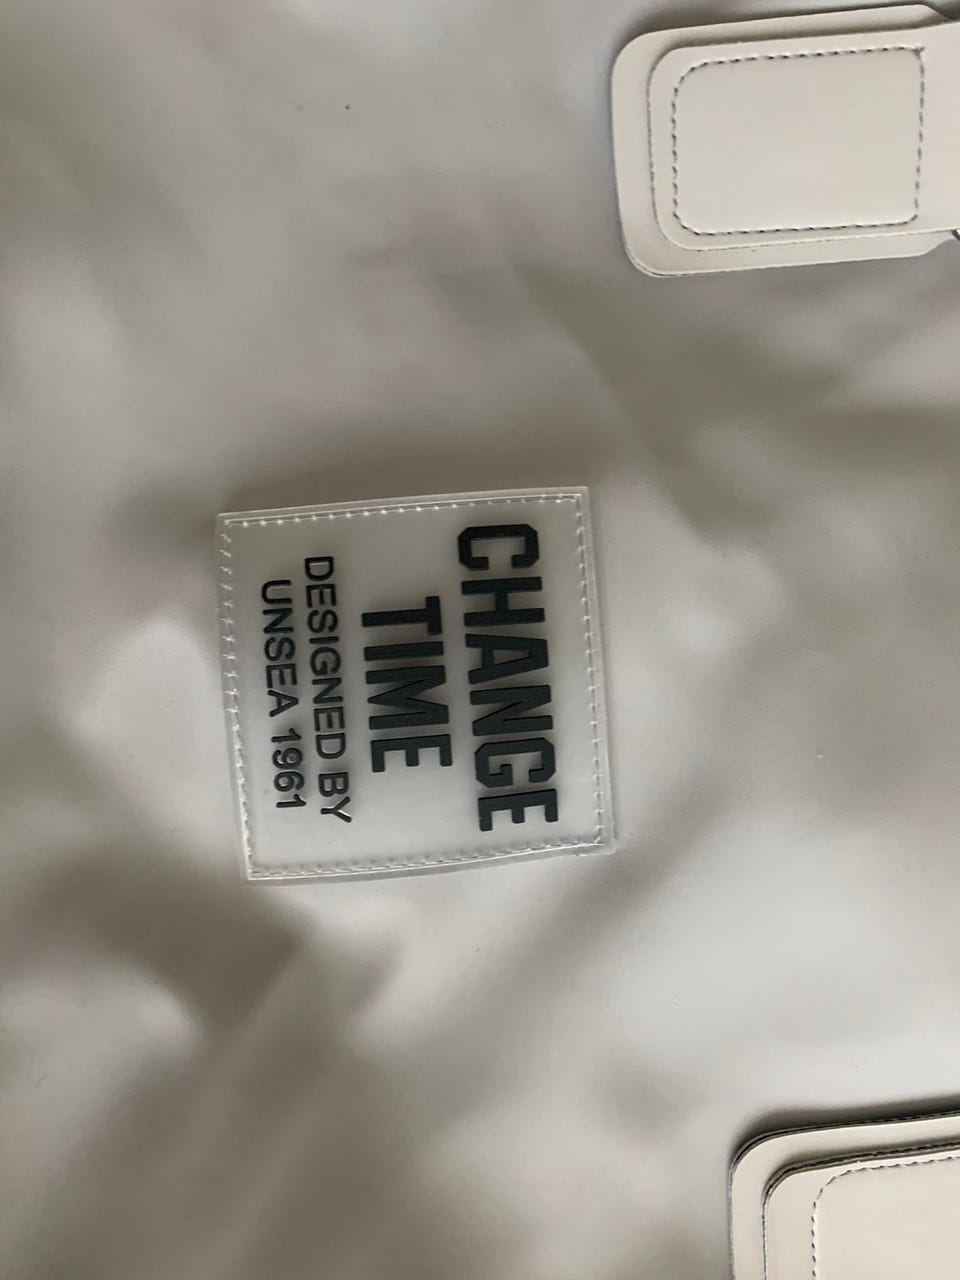 CHANGE
TIME
DESIGNED BY
UNSEA 1961